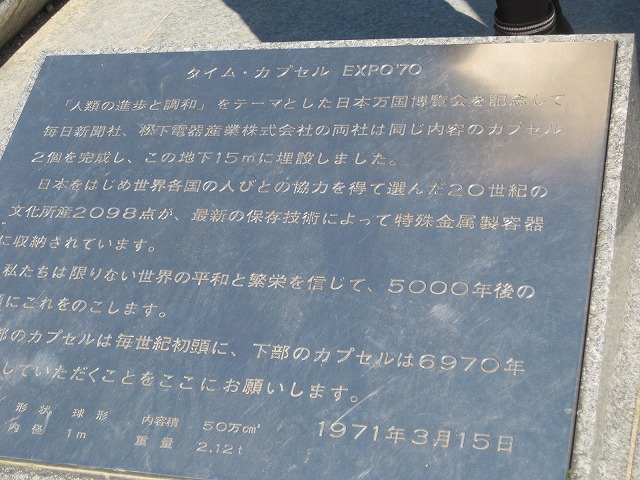 タイム・カプセル EXPO'70
「人類の進歩と調和」をテーマとした日本万国博覧会を記念して
毎日新聞社、松下電器産業株式会社の両社は同じ内容のカプセル
2個を完成し、この地下15mに埋設しました。
日本をはじめ世界各国の人びとの協力を得て選んだ20世紀の
文化所産2098点が、最新の保存技術によって特殊金属製容器
に収納されています。
私たちは限りない世界の平和と繁栄を信じて、5000年後の
にこれをのこします。
部のカプセルは毎世紀初頭に、下部のカプセルは6970年
していただくことをここにお願いします。
形状 球形 内容積 50万cm³
内径 1m 重量 2.12t
1971年3月15日